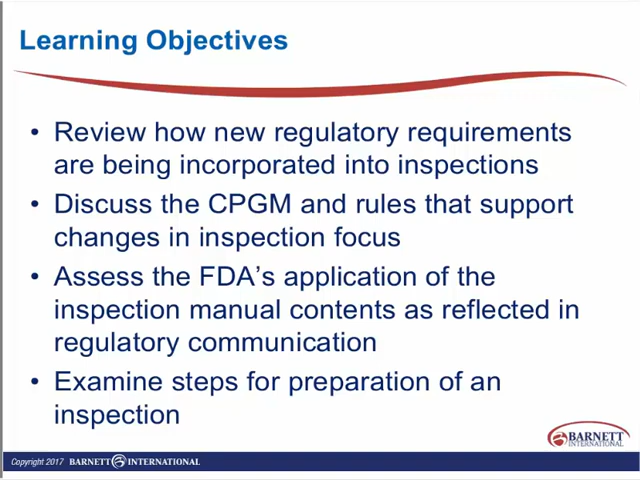 Learning Objectives
• Review how new regulatory requirements
are being incorporated into inspections
• Discuss the CPGM and rules that support
changes in inspection focus
• Assess the FDA's application of the
inspection manual contents as reflected in
regulatory communication
• Examine steps for preparation of an
inspection
BARNETT
INTERNATIONAL
Copyright 2017 BARNETT INTERNATIONAL